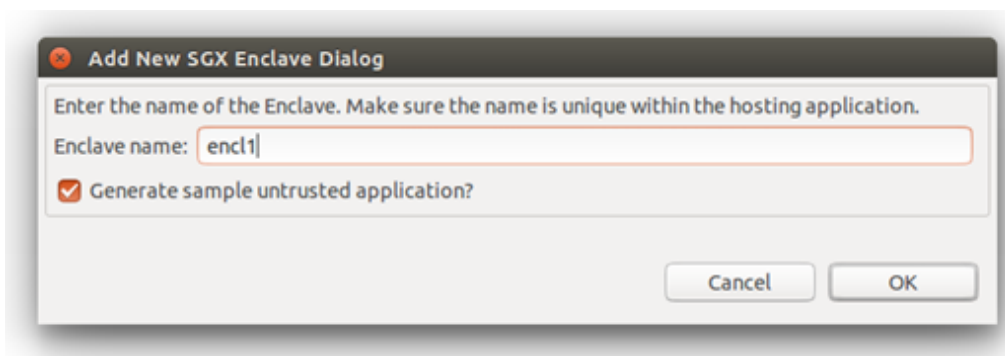 Add New SGX Enclave Dialog
Enter the name of the Enclave. Make sure the name is unique within the hosting application.
Enclave name: encl1
Generate sample untrusted application?
Cancel OK